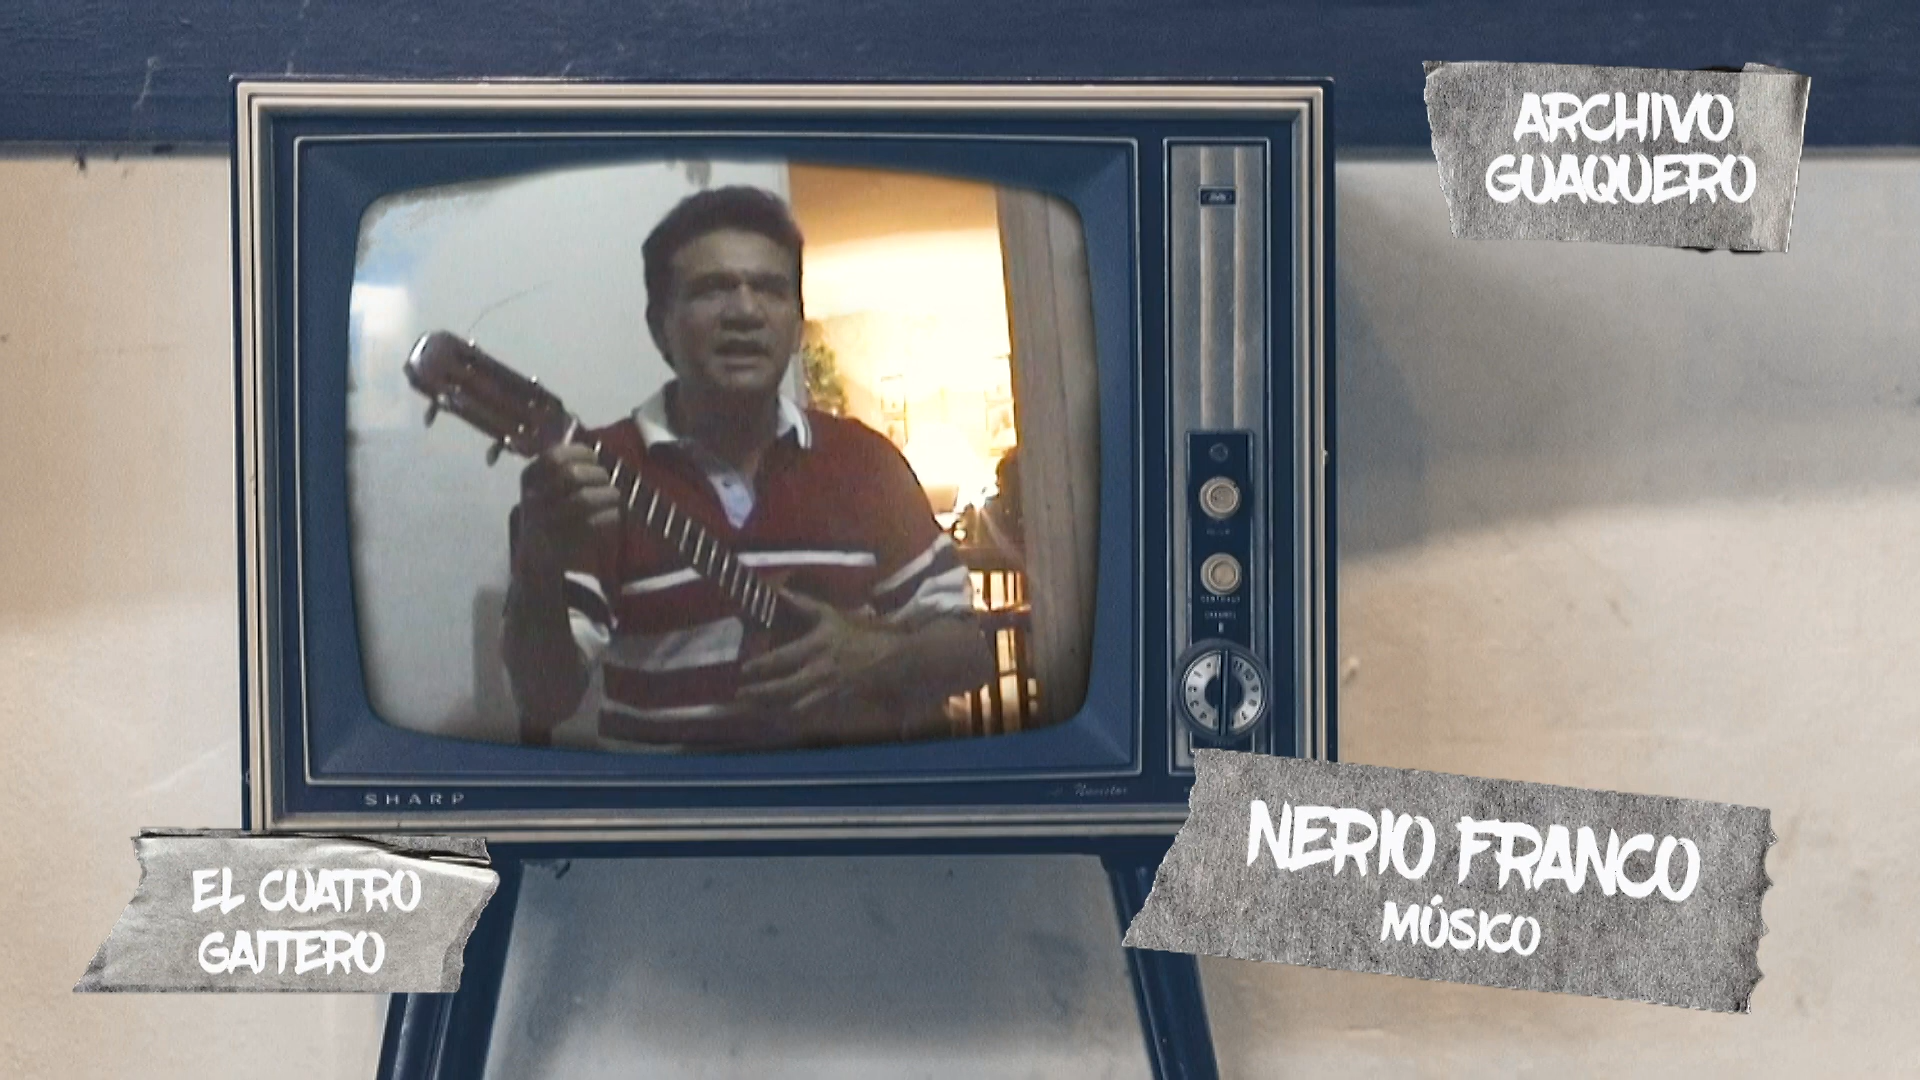 ARCHIVO
GUAQUERO
SHARP
NERIO FRANCO
MÚSICO
EL CUATRO
GAITERO